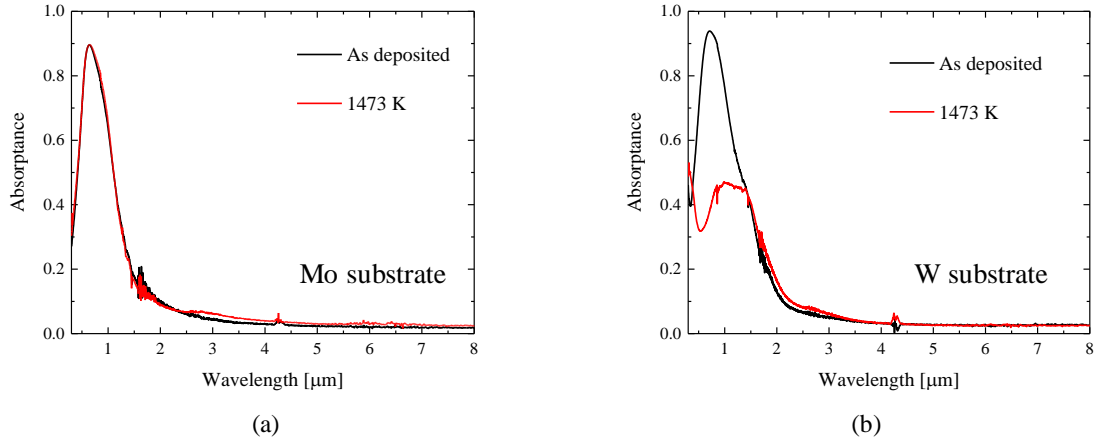 1.0
0.8
0.6
0.4
0.2
0.0
Absorptance
As deposited
1473 K
Mo substrate
1 2 3 4 5 6 7 8
Wavelength [μm]
(a)
1.0
0.8
0.6
0.4
0.2
0.0
Absorptance
As deposited
1473 K
W substrate
1 2 3 4 5 6 7 8
Wavelength [μm]
(b)